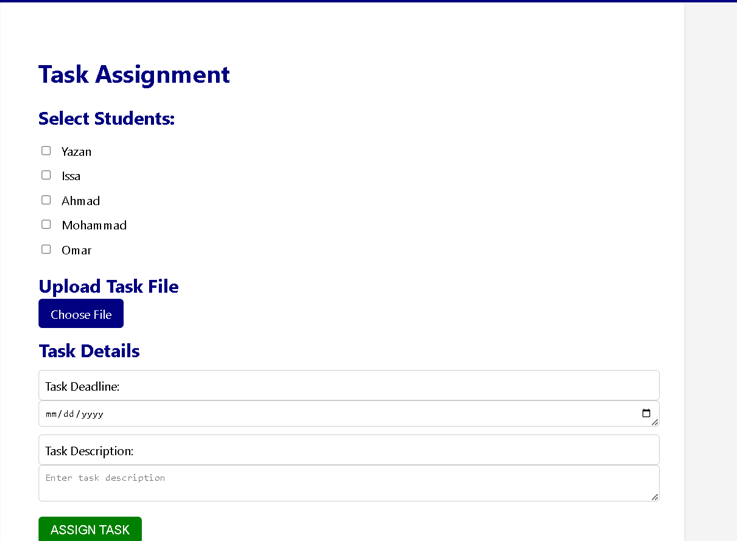 Task Assignment
Select Students:
Yazan
Issa
Ahmad
Mohammad
Omar
Upload Task File
Choose File
Task Details
Task Deadline:
mm/dd/yyyy
Task Description:
Enter task description
ASSIGN TASK